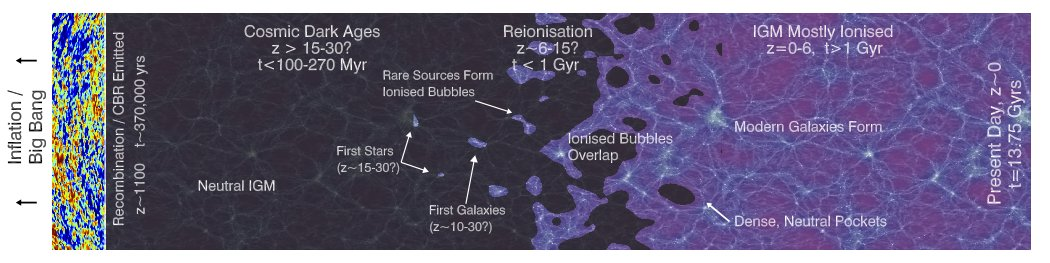 Inflation /
Big Bang
Recombination / CBR Emitted
z~1100 t~370,000 yrs
Cosmic Dark Ages
z > 15-30?
t<100-270 Myr
Neutral IGM
First Stars
(z~15-30?)
Rare Sources Form
Ionised Bubbles
First Galaxies
(z~10-30?)
Reionisation
z~6-15?
t < 1 Gyr
Ionised Bubbles
Overlap
IGM Mostly Ionised
z=0-6, t>1 Gyr
Modern Galaxies Form
Dense, Neutral Pockets
Present Day, z~0
t=13.75 Gyrs